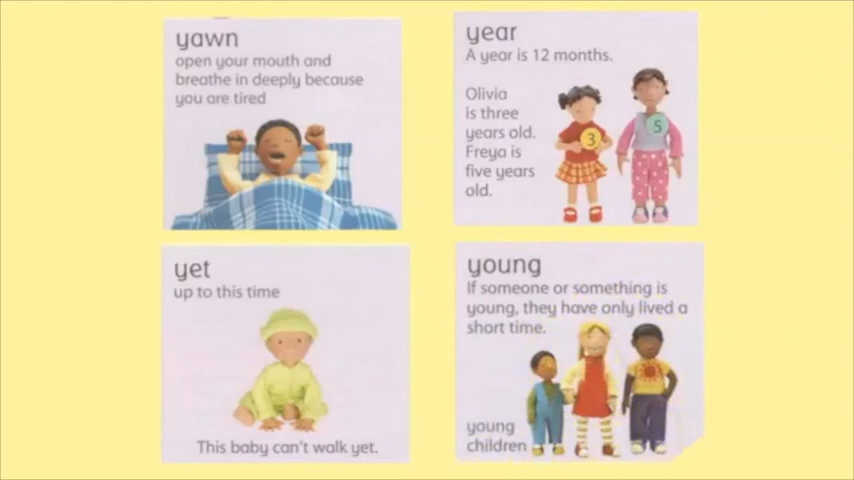 yawn
open your mouth and
breathe in deeply because
you are tired
year
A year is 12 months.
Olivia
is three
years old.
Freya is
five years
old.
3
5
yet
up to this time
This baby can't walk yet.
young
If someone or something is
young, they have only lived a
short time.
young
children